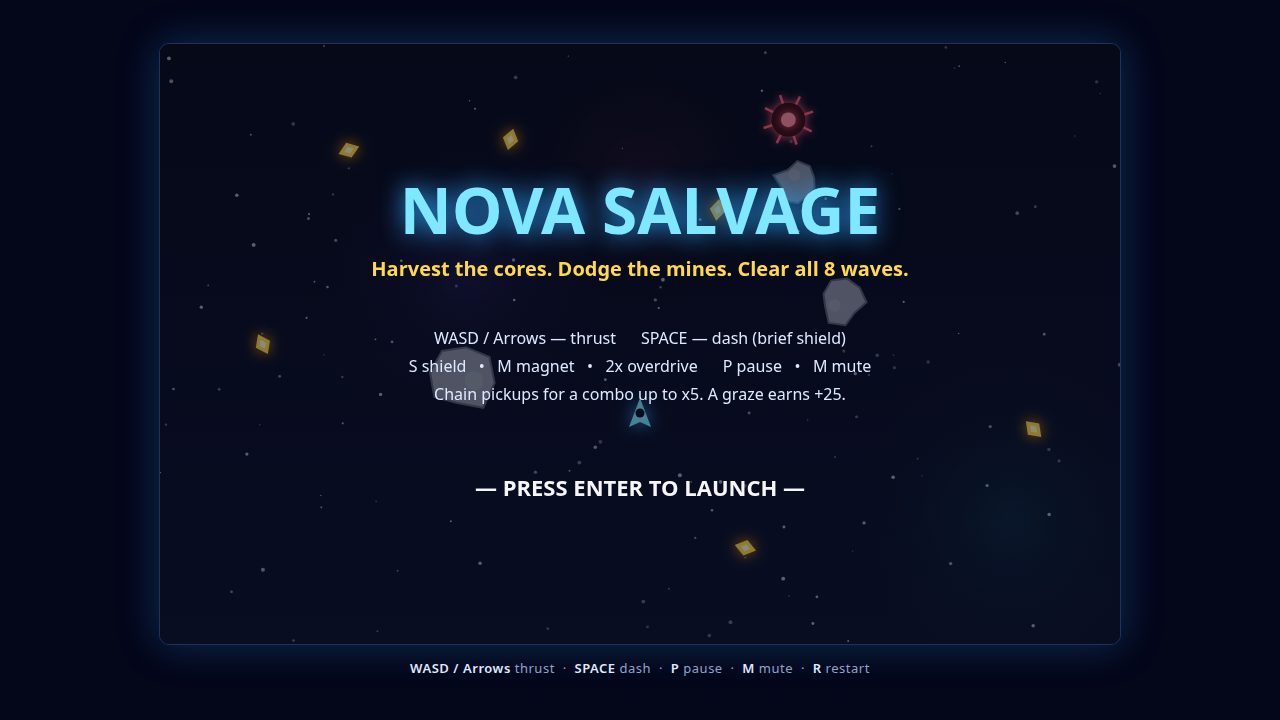 NOVA SALVAGE
Harvest the cores. Dodge the mines. Clear all 8 waves.
WASD / Arrows — thrust SPACE — dash (brief shield)
S shield • M magnet • 2x overdrive P pause • M mute
Chain pickups for a combo up to x5. A graze earns +25.
— PRESS ENTER TO LAUNCH —
WASD / Arrows thrust · SPACE dash · P pause · M mute · R restart